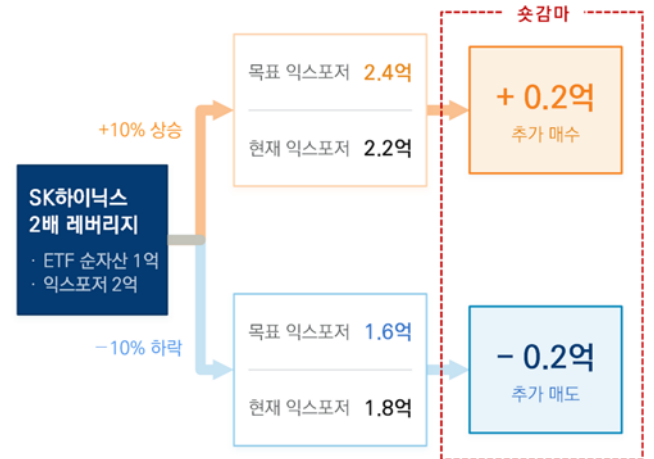 숏감마
목표 익스포저 2.4억
현재 익스포저 2.2억
+ 0.2억
추가 매수
+10% 상승
SK하이닉스
2배 레버리지
· ETF 순자산 1억
· 익스포저 2억
−10% 하락
목표 익스포저 1.6억
현재 익스포저 1.8억
− 0.2억
추가 매도